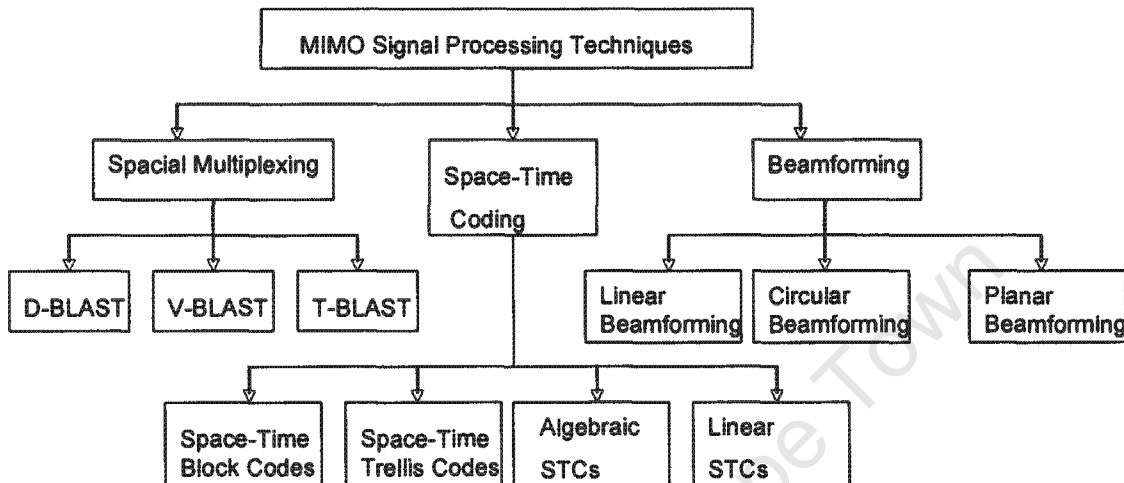 MIMO Signal Processing Techniques
Spacial Multiplexing
Space-Time
Coding
Beamforming
D-BLAST
V-BLAST
T-BLAST
Linear
Beamforming
Circular
Beamforming
Planar
Beamforming
Space-Time
Block Codes
Space-Time
Trellis Codes
Algebraic
STCs
Linear
STCs
Town